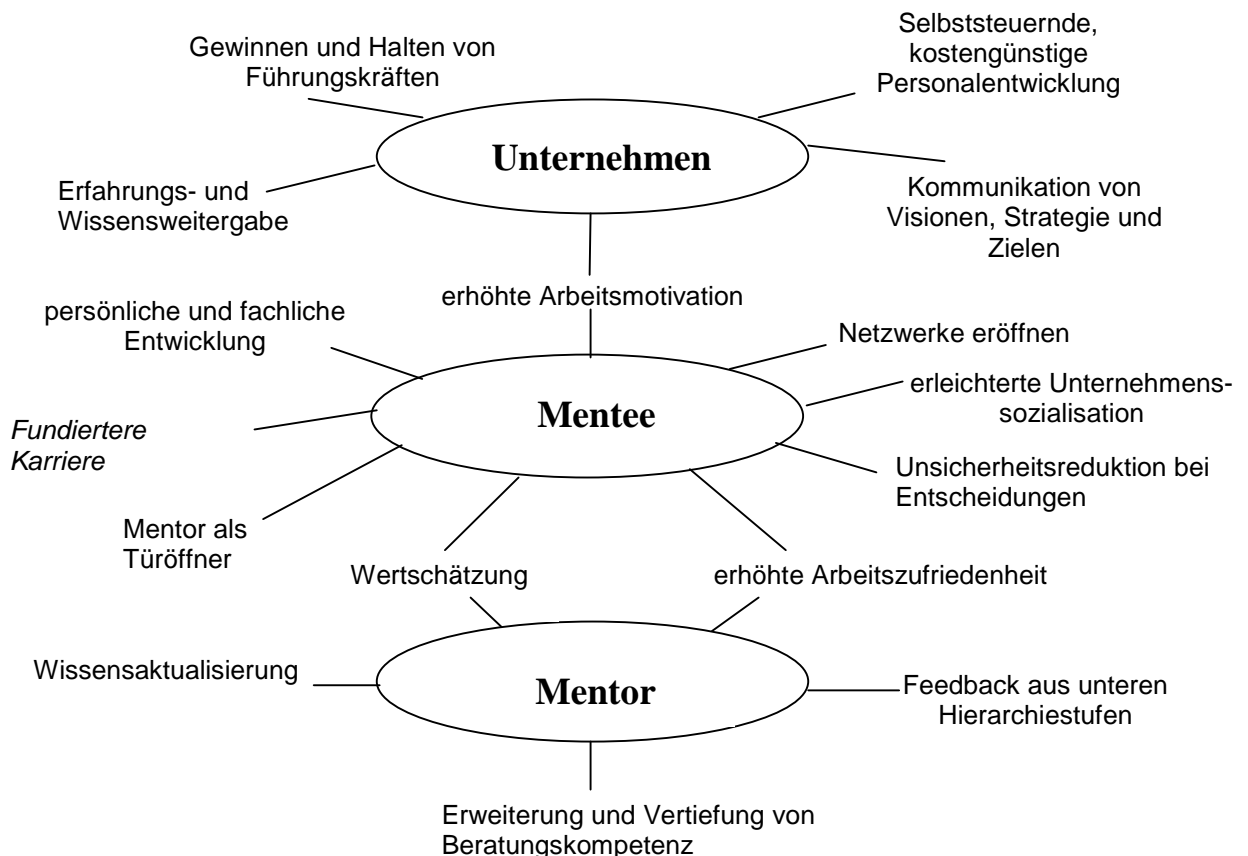 Gewinnen und Halten von
Führungskräften
Selbststeuernde,
kostengünstige
Personalentwicklung
Unternehmen
Erfahrungs- und
Wissensweitergabe
Kommunikation von
Visionen, Strategie und
Zielen
erhöhte Arbeitsmotivation
persönliche und fachliche
Entwicklung
Netzwerke eröffnen
erleichterte Unternehmens-
sozialisation
Mentee
Fundiertere
Karriere
Unsicherheitsreduktion bei
Entscheidungen
Mentor als
Türöffner
Wertschätzung
erhöhte Arbeitszufriedenheit
Wissensaktualisierung
Mentor
Feedback aus unteren
Hierarchiestufen
Erweiterung und Vertiefung von
Beratungskompetenz